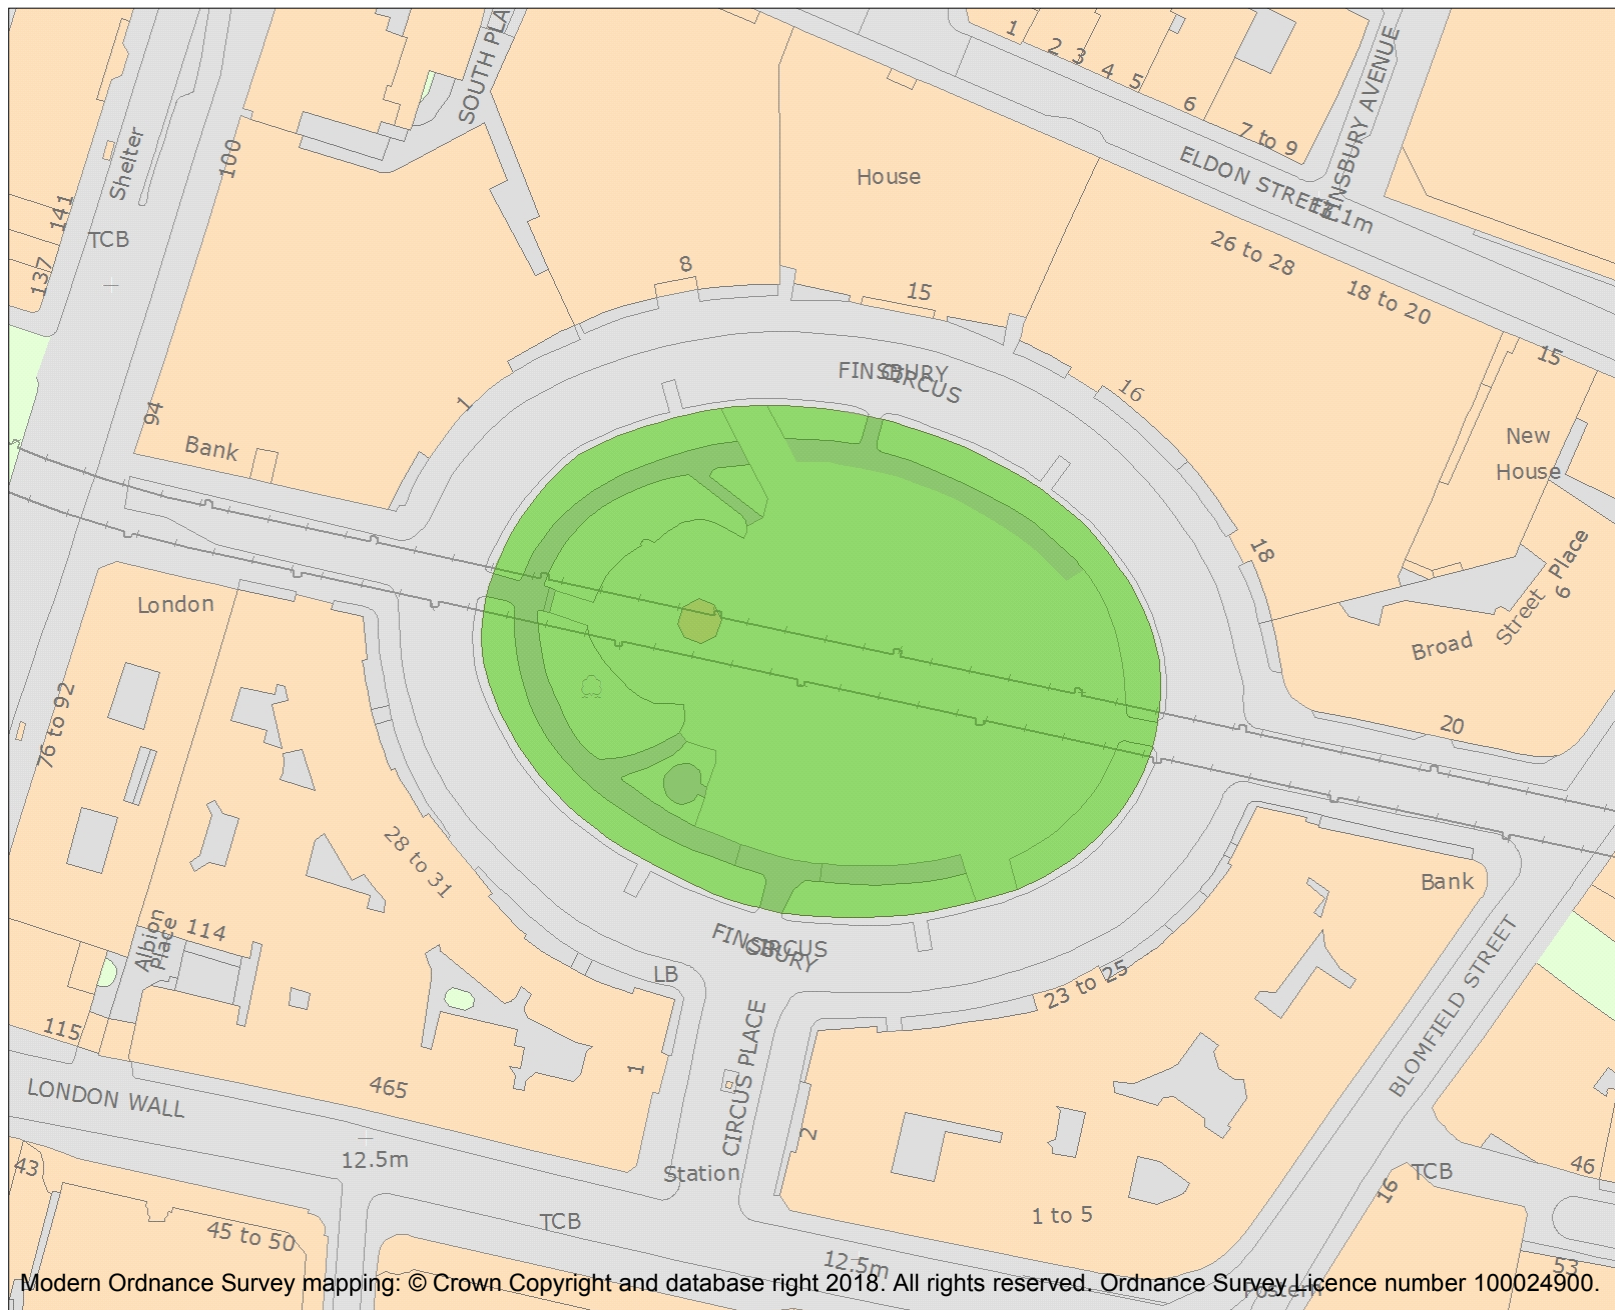 SOUTH PLA
1
2
3
4
5
6
7 to 9
FINSBURY AVENUE
ELDON STREET
13.1m
House
Shelter
100
141
TCB
137
26 to 28
18 to 20
15
8
15
FINSBURY
CIRCUS
16
1
94
Bank
New
House
18
Street Place
6
Broad
London
76 to 92
20
28 to 31
Bank
Albion
Place
114
FINSBURY
CIRCUS
LB
23 to 25
BLOMFIELD STREET
CIRCUS PLACE
115
1
465
LONDON WALL
2
12.5m
Station
43
TCB
46
16
TCB
1 to 5
45 to 50
12.5m
53
Postern
Modern Ordnance Survey mapping: © Crown Copyright and database right 2018. All rights reserved. Ordnance Survey Licence number 100024900.